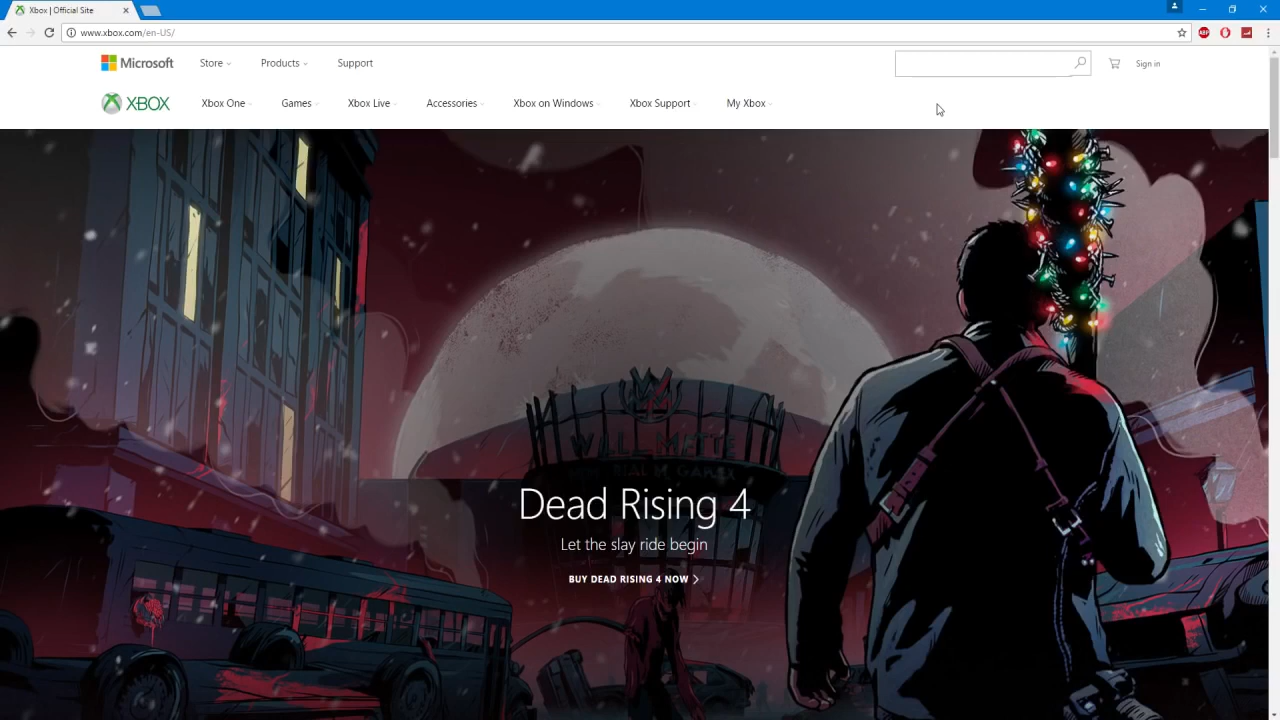 Xbox | Official Site
www.xbox.com/en-US/
ABP
Microsoft
Store
Products
Support
Sign in
XBOX
Xbox One
Games
Xbox Live
Accessories
Xbox on Windows
Xbox Support
My Xbox
Dead Rising 4
Let the slay ride begin
BUY DEAD RISING 4 NOW